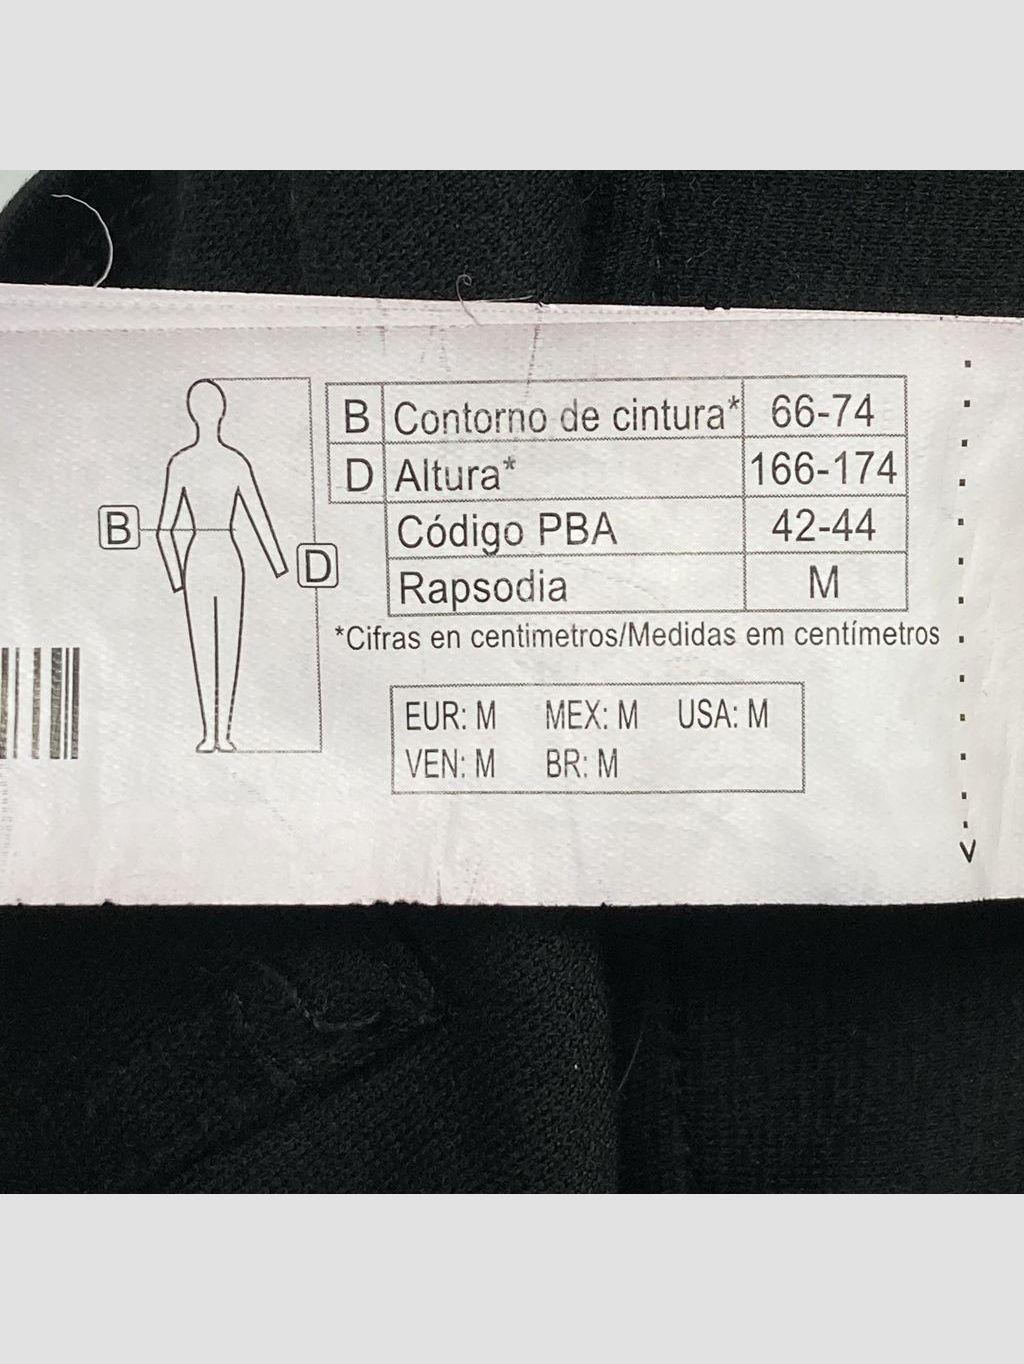 B Contorno de cintura* 66-74
D Altura* 166-174
Código PBA 42-44
Rapsodia M
*Cifras en centimetros/Medidas em centímetros
B
D
EUR: M MEX: M USA: M
VEN: M BR: M